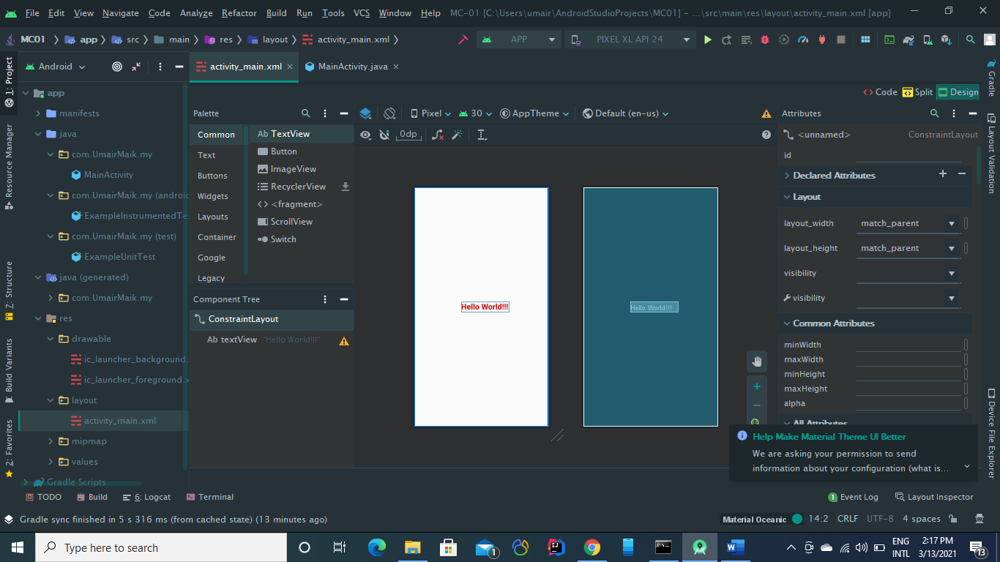 File Edit View Navigate Code Analyze Refactor Build Run Tools VCS Window Help MC-01 [C:\Users\umair\AndroidStudioProjects\MC01] - ...\src\main\res\layout\activity_main.xml [app]
MC01 app src main res layout activity_main.xml APP PIXEL XL API 24
Android activity_main.xml MainActivity.java
1: Project
Resource Manager
7: Structure
Build Variants
2: Favorites
app
manifests
java
com.UmairMaik.my
MainActivity
com.UmairMaik.my (androi
ExampleInstrumentedTe
com.UmairMaik.my (test)
ExampleUnitTest
java (generated)
com.UmairMaik.my
res
drawable
ic_launcher_background.
ic_launcher_foreground.x
layout
activity_main.xml
mipmap
values
Gradle Scripts
Code Split Design
Palette
Common
Text
Buttons
Widgets
Layouts
Container
Google
Legacy
Ab TextView
Button
ImageView
RecyclerView
<fragment>
ScrollView
Switch
Component Tree
ConstraintLayout
Ab textView "Hello World!!!"
Pixel 30 AppTheme Default (en-us)
0dp
Hello World!!!
Hello World!!!
Attributes
<unnamed> ConstraintLayout
id
Declared Attributes
Layout
layout_width match_parent
layout_height match_parent
visibility
visibility
Common Attributes
minWidth
maxWidth
minHeight
maxHeight
alpha
All Attributes
Gradle
Layout Validation
Device File Explorer
Help Make Material Theme UI Better
We are asking your permission to send
information about your configuration (what is...
TODO Build 6: Logcat Terminal 1 Event Log Layout Inspector
Gradle sync finished in 5 s 316 ms (from cached state) (13 minutes ago) Material Oceanic 14:2 CRLF UTF-8 4 spaces
Type here to search
1
ENG
INTL
2:17 PM
3/13/2021
13